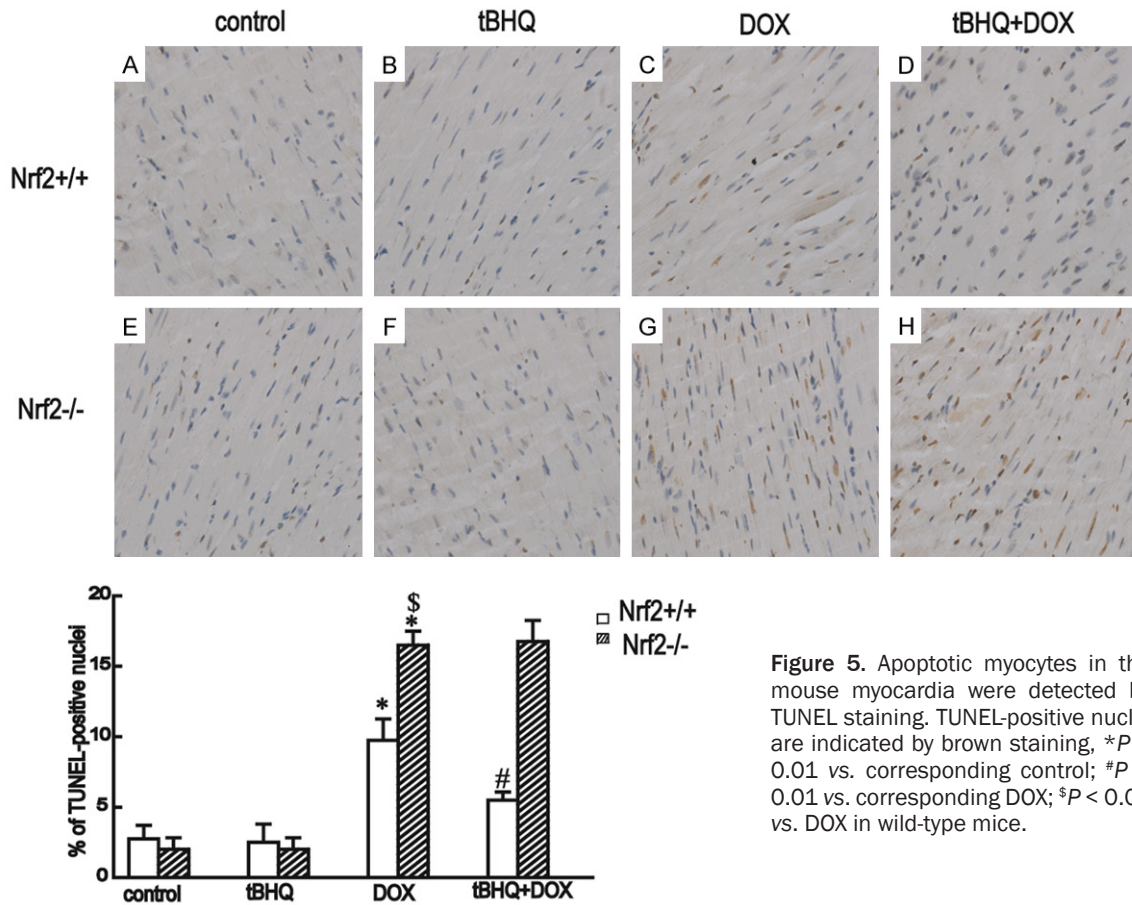 control tBHQ DOX tBHQ+DOX
A B C D
Nrf2+/+
E F G H
Nrf2-/-
% of TUNEL-positive nuclei
20
15
10
5
0
* $ * #
control tBHQ DOX tBHQ+DOX
Nrf2+/+
Nrf2-/-
Figure 5. Apoptotic myocytes in th
mouse myocardia were detected
TUNEL staining. TUNEL-positive nucl
are indicated by brown staining, *P
0.01 vs. corresponding control; #P
0.01 vs. corresponding DOX; $P < 0.0
vs. DOX in wild-type mice.